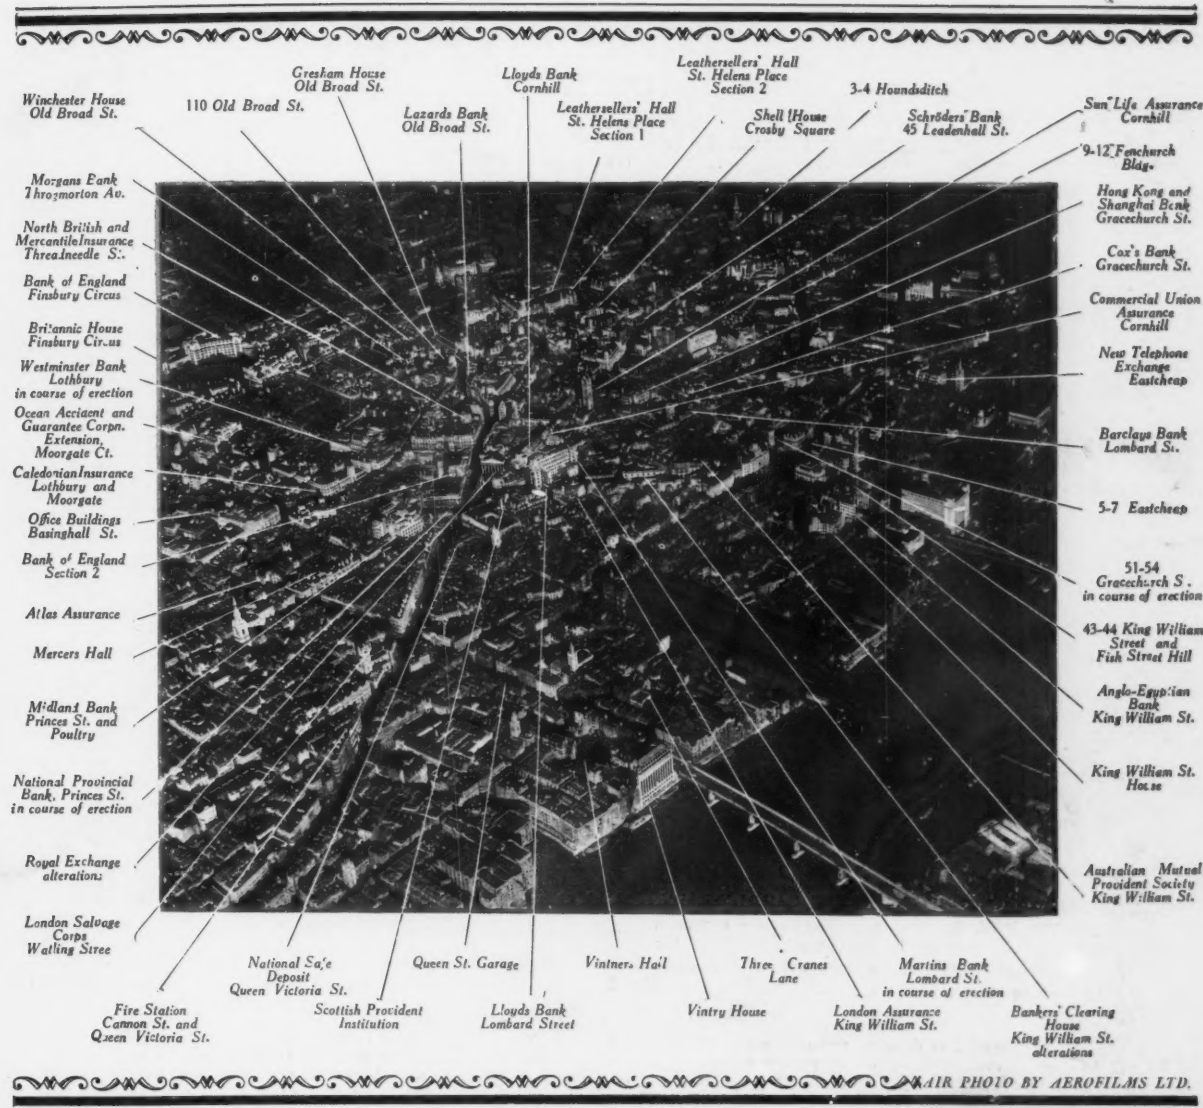 Gresham House
Old Broad St.
Lloyds Bank
Cornhill
Leathersellers' Hall
St. Helens Place
Section 2
3-4 Houndsditch
Winchester House
Old Broad St.
110 Old Broad St.
Lazards Bank
Old Broad St.
Leathersellers' Hall
St. Helens Place
Section 1
Shell House
Crosby Square
Schröders' Bank
45 Leadenhall St.
Sun Life Assurance
Cornhill
9-12 Fenchurch
Bldg.
Morgans Bank
Throgmorton Av.
Hong Kong and
Shanghai Bank
Gracechurch St.
North British and
Mercantile Insurance
Threadneedle St.
Cox's Bank
Gracechurch St.
Bank of England
Finsbury Circus
Commercial Union
Assurance
Cornhill
Britannic House
Finsbury Circus
New Telephone
Exchange
Eastcheap
Westminster Bank
Lothbury
in course of erection
Ocean Accident and
Guarantee Corpn.
Extension,
Moorgate Ct.
Barclays Bank
Lombard St.
Caledonian Insurance
Lothbury and
Moorgate
5-7 Eastcheap
Office Buildings
Basinghall St.
Bank of England
Section 2
51-54
Gracechurch S .
in course of erection
Atlas Assurance
43-44 King William
Street and
Fish Street Hill
Mercers Hall
Anglo-Egyptian
Bank
King William St.
Midland Bank
Princes St. and
Poultry
King William St.
House
National Provincial
Bank, Princes St.
in course of erection
Royal Exchange
alterations
Australian Mutual
Provident Society
King William St.
London Salvage
Corps
Watling Stree
National Safe
Deposit
Queen Victoria St.
Queen St. Garage
Vintners Hall
Three Cranes
Lane
Martins Bank
Lombard St.
in course of erection
Fire Station
Cannon St. and
Queen Victoria St.
Scottish Provident
Institution
Lloyds Bank
Lombard Street
Vintry House
London Assurance
King William St.
Bankers' Clearing
House
King William St.
alterations
AIR PHOTO BY AEROFILMS LTD.